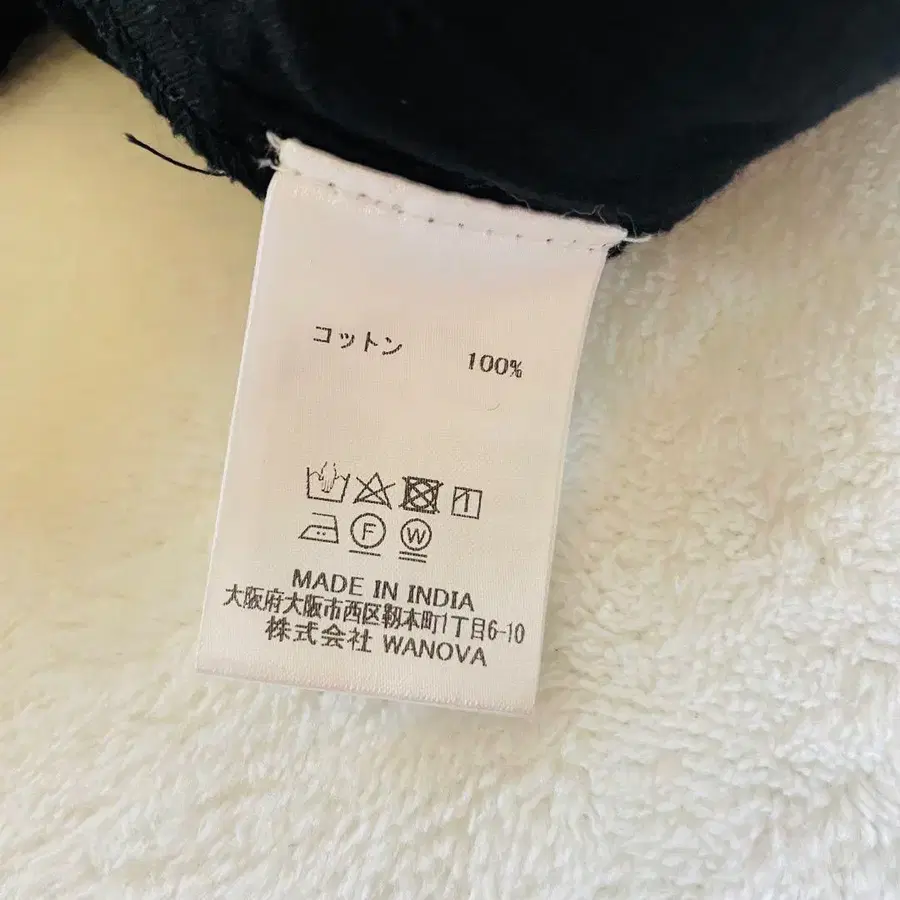 コットン 100%
F W
MADE IN INDIA
大阪府大阪市西区靱本町1丁目6-10
株式会社 WANOVA